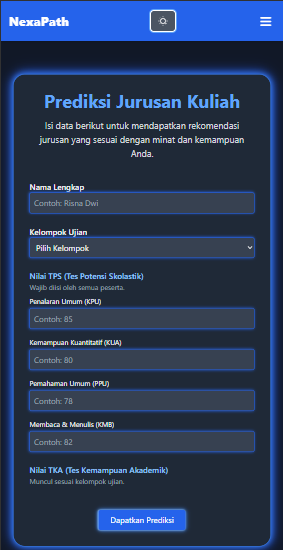 NexaPath
Prediksi Jurusan Kuliah
Isi data berikut untuk mendapatkan rekomendasi
jurusan yang sesuai dengan minat dan kemampuan
Anda.
Nama Lengkap
Contoh: Risna Dwi
Kelompok Ujian
Pilih Kelompok
Nilai TPS (Tes Potensi Skolastik)
Wajib diisi oleh semua peserta.
Penalaran Umum (KPU)
Contoh: 85
Kemampuan Kuantitatif (KUA)
Contoh: 80
Pemahaman Umum (PPU)
Contoh: 78
Membaca & Menulis (KMB)
Contoh: 82
Nilai TKA (Tes Kemampuan Akademik)
Muncul sesuai kelompok ujian.
Dapatkan Prediksi